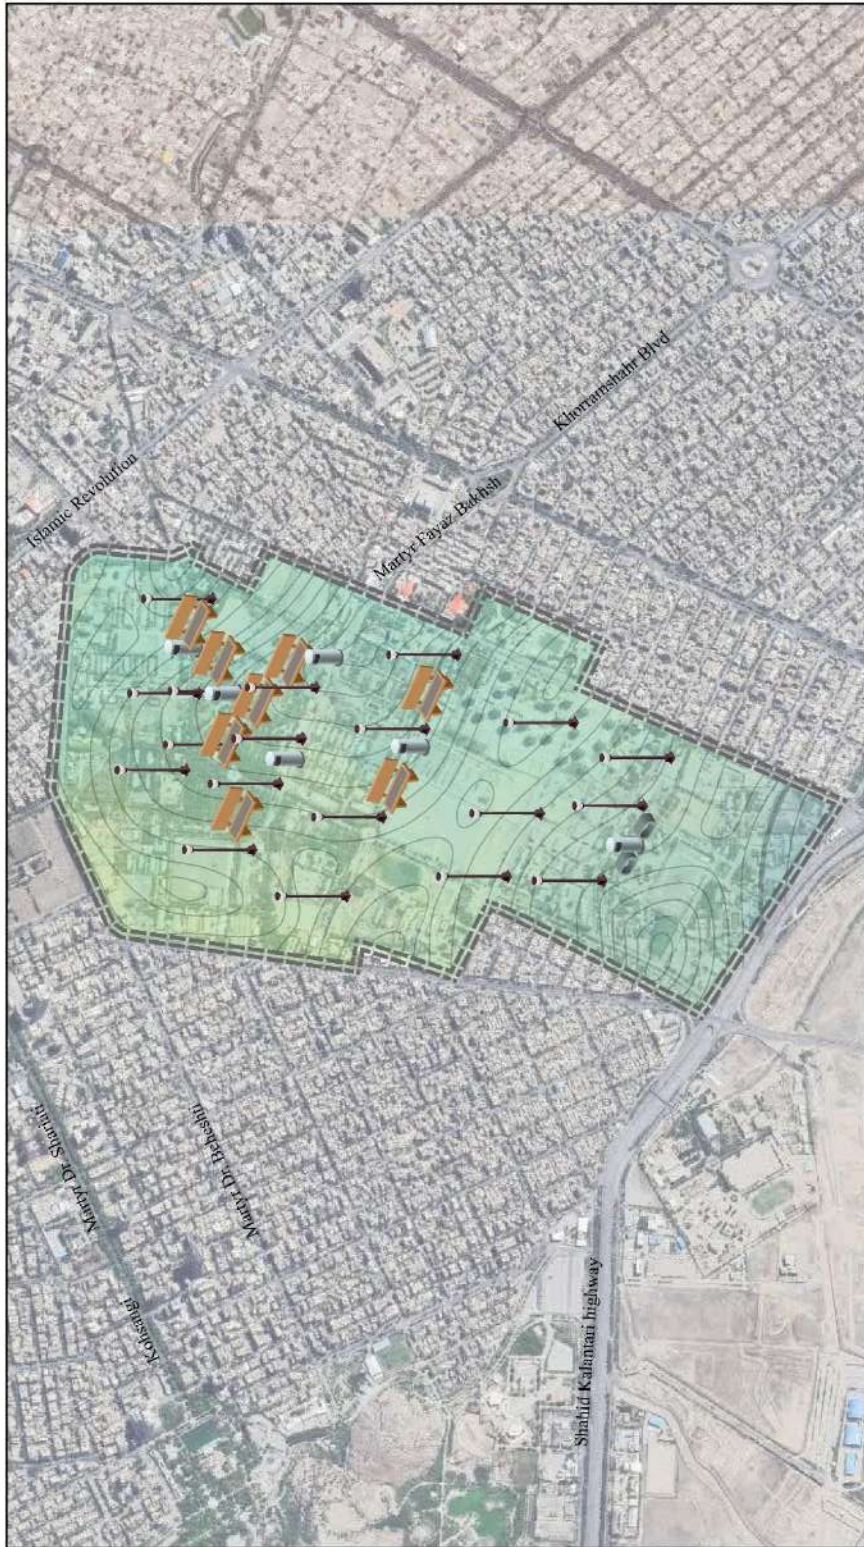 Khorramshahr Blvd
Islamic Revolution
Martyr Fayaz Bakhsh
Martyr Dr. Shariati
Martyr Dr. Beheshti
Kohsangi
Shahid Kalantari highway